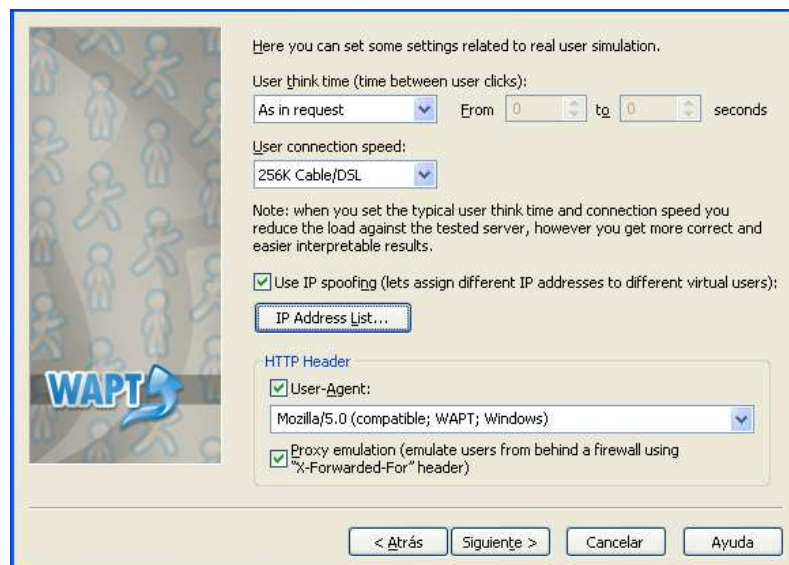 Here you can set some settings related to real user simulation.
User think time (time between user clicks):
As in request From 0 to 0 seconds
User connection speed:
256K Cable/DSL
Note: when you set the typical user think time and connection speed you
reduce the load against the tested server, however you get more correct and
easier interpretable results.
Use IP spoofing (lets assign different IP addresses to different virtual users):
IP Address List...
HTTP Header
User-Agent:
Mozilla/5.0 (compatible; WAPT; Windows)
Proxy emulation (emulate users from behind a firewall using
"X-Forwarded-For" header)
WAPT
< Atrás Siguiente > Cancelar Ayuda